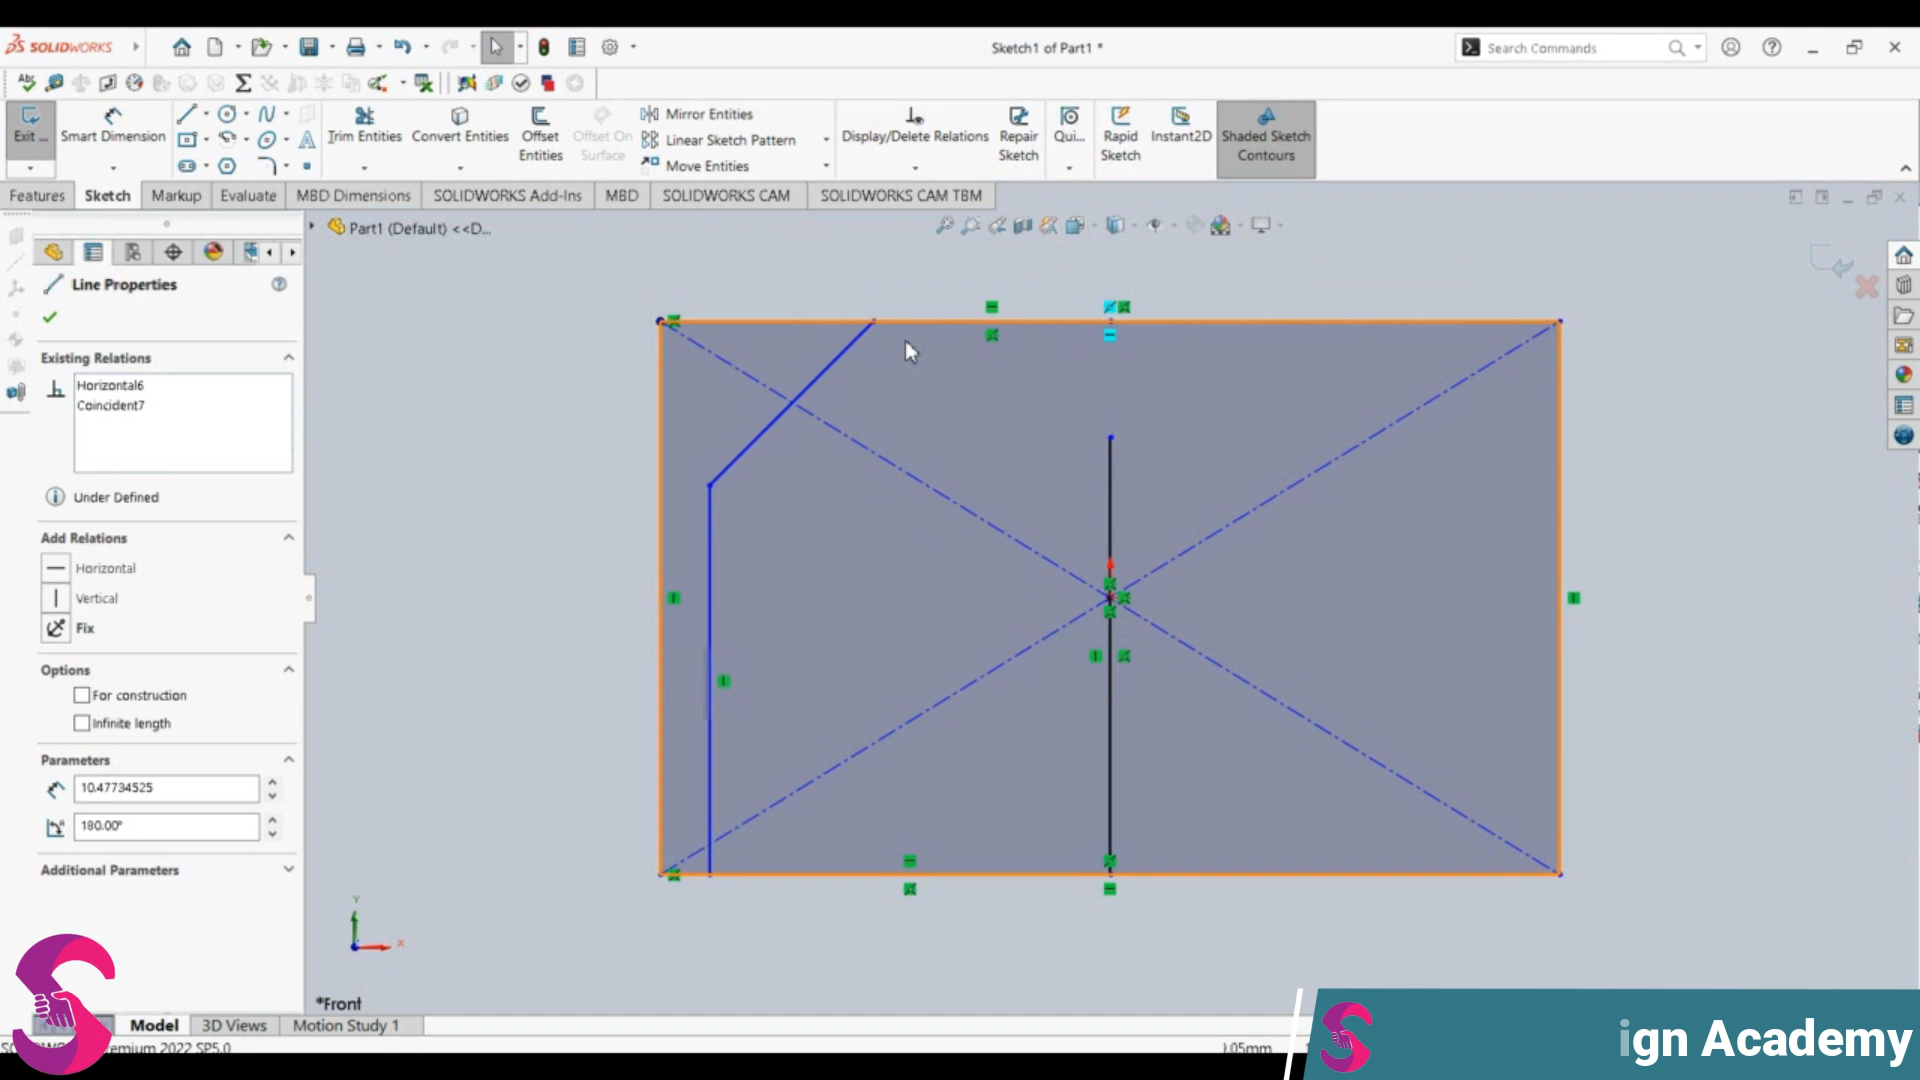 SOLIDWORKS
Sketch1 of Part1 *
Search Commands
Exit ...
Smart Dimension
Trim Entities
Convert Entities
Offset Entities
Offset On Surface
Mirror Entities
Linear Sketch Pattern
Move Entities
Display/Delete Relations
Repair Sketch
Qui...
Rapid Sketch
Instant2D
Shaded Sketch Contours
Features
Sketch
Markup
Evaluate
MBD Dimensions
SOLIDWORKS Add-Ins
MBD
SOLIDWORKS CAM
SOLIDWORKS CAM TBM
Part1 (Default) <<D...
Line Properties
Existing Relations
Horizontal6
Coincident7
Under Defined
Add Relations
Horizontal
Vertical
Fix
Options
For construction
Infinite length
Parameters
10.47734525
180.00°
Additional Parameters
Y
X
*Front
Model
3D Views
Motion Study 1
emium 2022 SP5.0
ign Academy